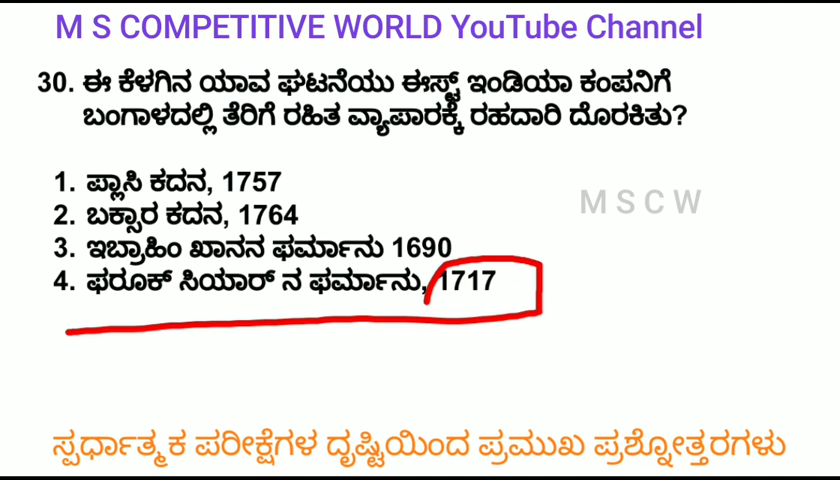 M S COMPETITIVE WORLD YouTube Channel
30. ಈ ಕೆಳಗಿನ ಯಾವ ಘಟನೆಯು ಈಸ್ಟ್ ಇಂಡಿಯಾ ಕಂಪನಿಗೆ
ಬಂಗಾಳದಲ್ಲಿ ತೆರಿಗೆ ರಹಿತ ವ್ಯಾಪಾರಕ್ಕೆ ರಹದಾರಿ ದೊರಕಿತು?
1. ಪ್ಲಾಸಿ ಕದನ, 1757
M S C W
2. ಬಕ್ಸಾರ ಕದನ, 1764
3. ಇಬ್ರಾಹಿಂ ಖಾನನ ಫರ್ಮಾನು 1690
4. ಫರೂಕ್ ಸಿಯಾರ್ ನ ಫರ್ಮಾನು, 1717
ಸ್ಪರ್ಧಾತ್ಮಕ ಪರೀಕ್ಷೆಗಳ ದೃಷ್ಟಿಯಿಂದ ಪ್ರಮುಖ ಪ್ರಶ್ನೋತ್ತರಗಳು